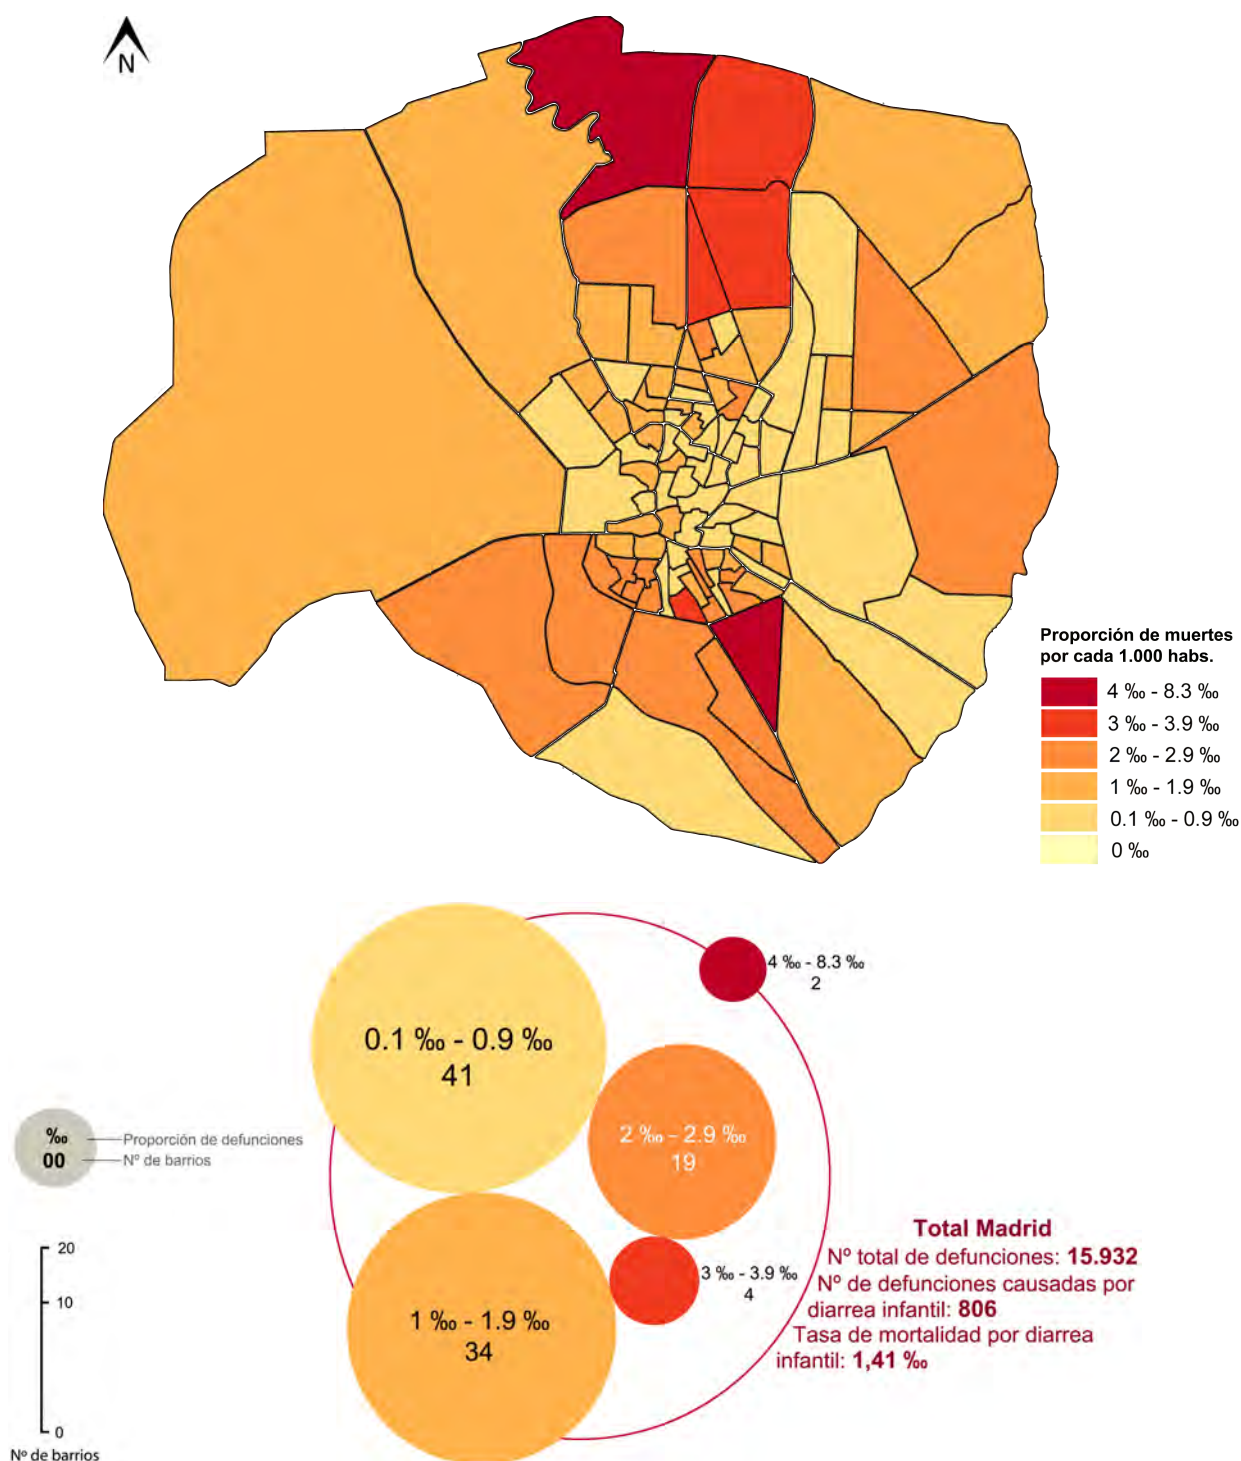 N
Proporción de muertes
por cada 1.000 habs.
4 ‰ - 8.3 ‰
3 ‰ - 3.9 ‰
2 ‰ - 2.9 ‰
1 ‰ - 1.9 ‰
0.1 ‰ - 0.9 ‰
0 ‰
4 ‰ - 8.3 ‰
2
0.1 ‰ - 0.9 ‰
41
2 ‰ - 2.9 ‰
19
‰
Proporción de defunciones
00
Nº de barrios
3 ‰ - 3.9 ‰
4
1 ‰ - 1.9 ‰
34
20
10
0
Nº de barrios
Total Madrid
Nº total de defunciones: 15.932
Nº de defunciones causadas por
diarrea infantil: 806
Tasa de mortalidad por diarrea
infantil: 1,41 ‰